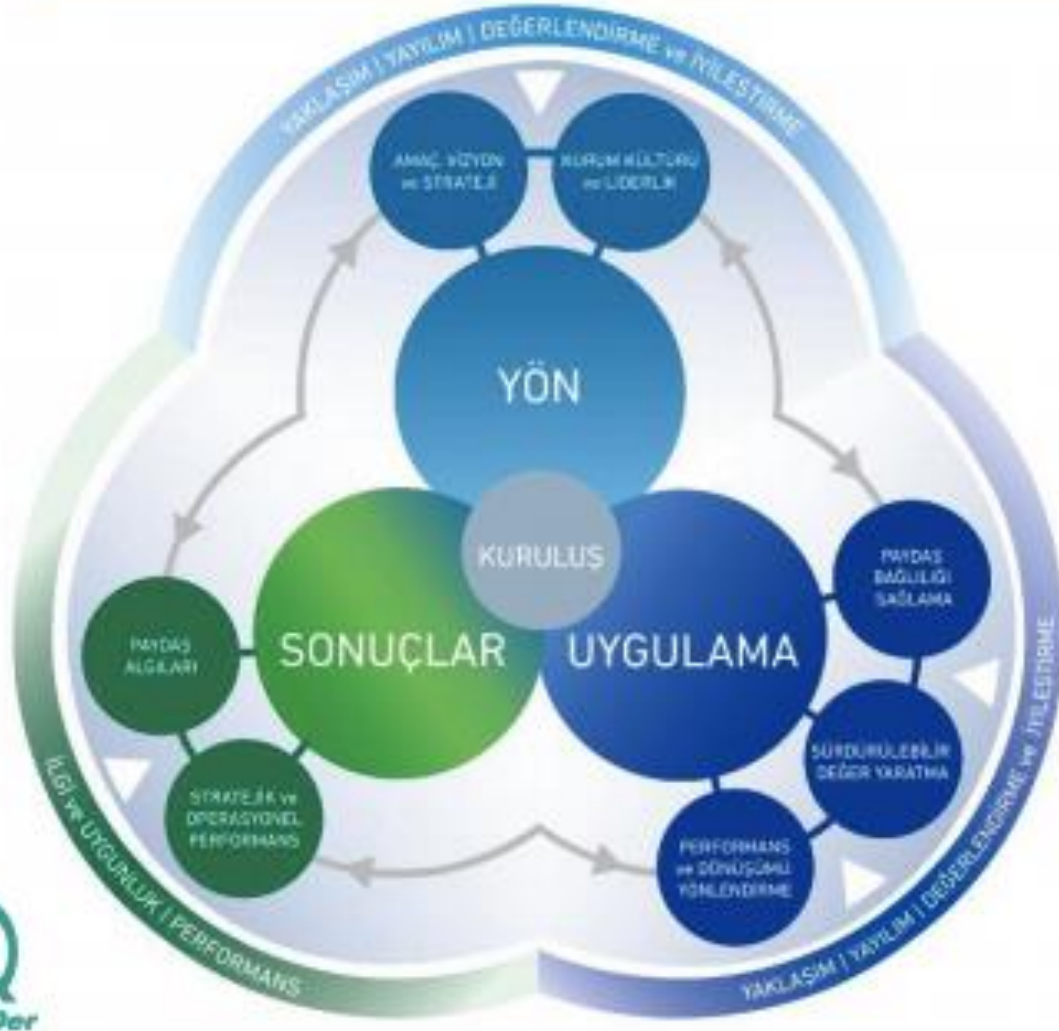 YAKLAŞIM | YAYILIM | DEĞERLENDİRME ve İYİLEŞTİRME
AMAÇ, VİZYON
ve STRATEJİ
KURUM KÜLTÜRÜ
ve LİDERLİK
YÖN
KURULUŞ
SONUÇLAR
UYGULAMA
PAYDAŞ
BAĞLILIĞI
SAĞLAMA
SÜRDÜRÜLEBİLİR
DEĞER YARATMA
PERFORMANS
ve DÖNÜŞÜMÜ
YÖNLENDİRME
PAYDAŞ
ALGILARI
STRATEJİK ve
OPERASYONEL
PERFORMANS
İLGİ ve UYGUNLUK | PERFORMANS
YAKLAŞIM | YAYILIM | DEĞERLENDİRME ve İYİLEŞTİRME